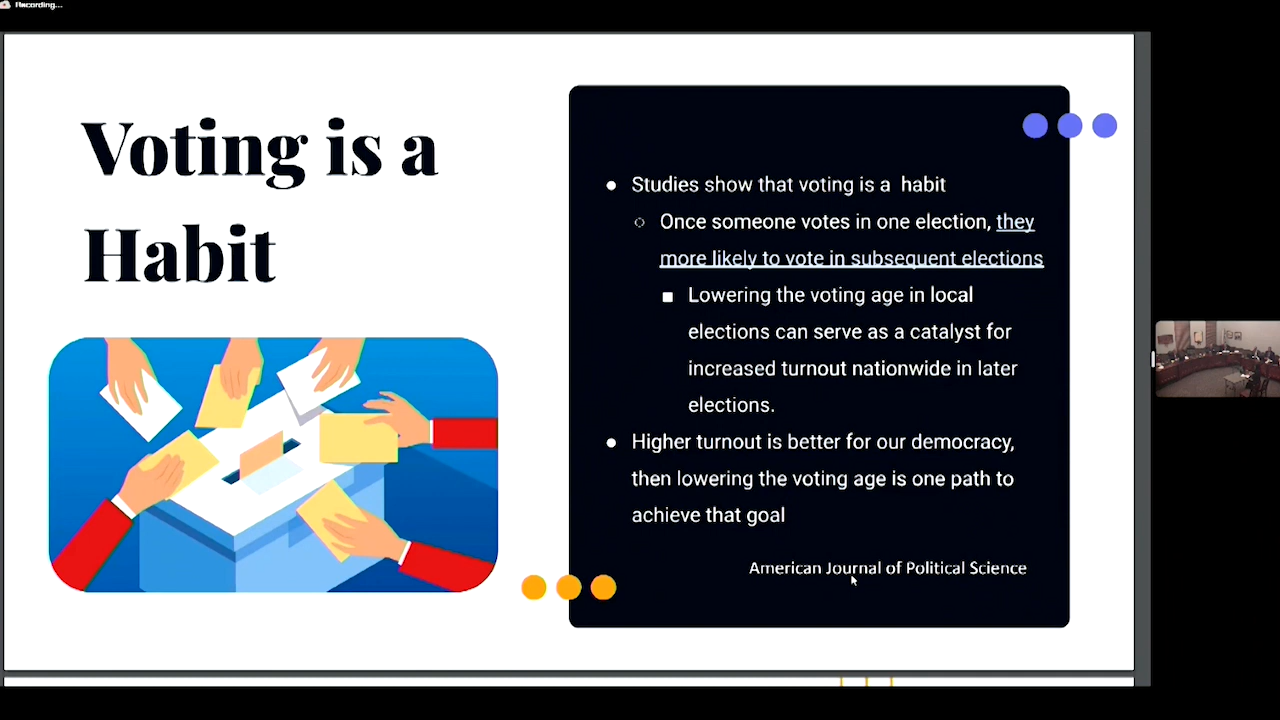 Recording...
Voting is a
Habit
● Studies show that voting is a habit
○ Once someone votes in one election, they
more likely to vote in subsequent elections
■ Lowering the voting age in local
elections can serve as a catalyst for
increased turnout nationwide in later
elections.
● Higher turnout is better for our democracy,
then lowering the voting age is one path to
achieve that goal
American Journal of Political Science